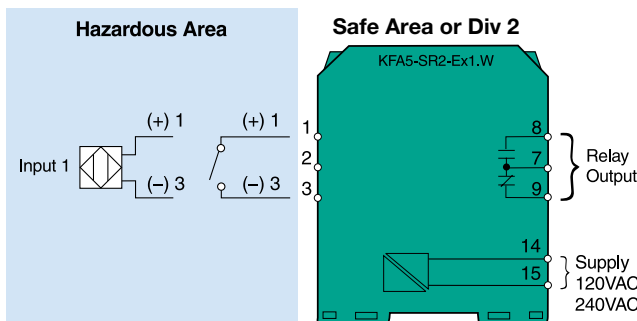 Hazardous Area
Safe Area or Div 2
KFA5-SR2-Ex1.W
Input 1
(+) 1
(−) 3
(+) 1
(−) 3
1
2
3
8
7
9
Relay
Output
14
15
Supply
120VAC
240VAC